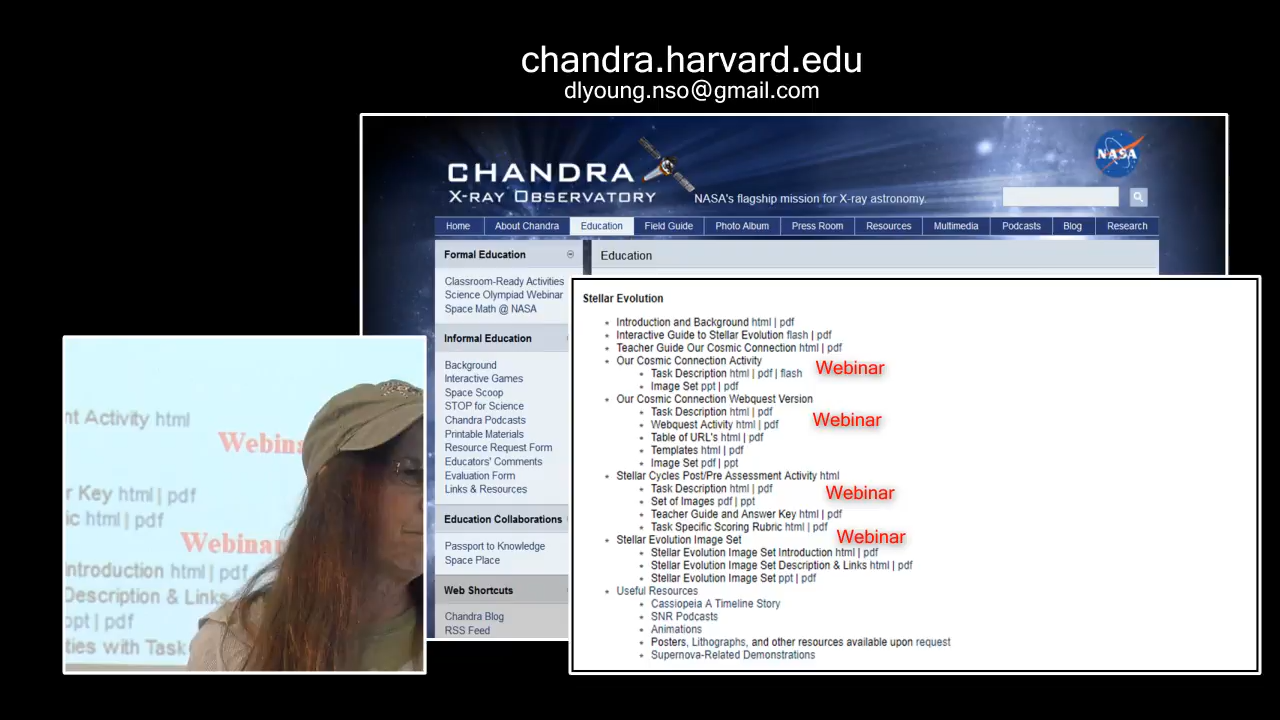 chandra.harvard.edu
dlyoung.nso@gmail.com
CHANDRA
X-RAY OBSERVATORY
NASA's flagship mission for X-ray astronomy.
NASA
Home About Chandra Education Field Guide Photo Album Press Room Resources Multimedia Podcasts Blog Research
Formal Education
Classroom-Ready Activities
Science Olympiad Webinar
Space Math @ NASA
Informal Education
Background
Interactive Games
Space Scoop
STOP for Science
Chandra Podcasts
Printable Materials
Resource Request Form
Educators' Comments
Evaluation Form
Links & Resources
Education Collaborations
Passport to Knowledge
Space Place
Web Shortcuts
Chandra Blog
RSS Feed
Education
Stellar Evolution
Introduction and Background html | pdf
Interactive Guide to Stellar Evolution flash | pdf
Teacher Guide Our Cosmic Connection html | pdf
Our Cosmic Connection Activity
Task Description html | pdf | flash
Webinar
Image Set ppt | pdf
Our Cosmic Connection Webquest Version
Task Description html | pdf
Webquest Activity html | pdf
Webinar
Table of URL's html | pdf
Templates html | pdf
Image Set pdf | ppt
Stellar Cycles Post/Pre Assessment Activity html
Task Description html | pdf
Webinar
Set of Images pdf | ppt
Teacher Guide and Answer Key html | pdf
Task Specific Scoring Rubric html | pdf
Stellar Evolution Image Set
Webinar
Stellar Evolution Image Set Introduction html | pdf
Stellar Evolution Image Set Description & Links html | pdf
Stellar Evolution Image Set ppt | pdf
Useful Resources
Cassiopeia A Timeline Story
SNR Podcasts
Animations
Posters, Lithographs, and other resources available upon request
Supernova-Related Demonstrations
nt Activity html
Webina
r Key html | pdf
ic html | pdf
Webinar
Introduction html | pdf
Description & Links
ppt | pdf
ties with Task